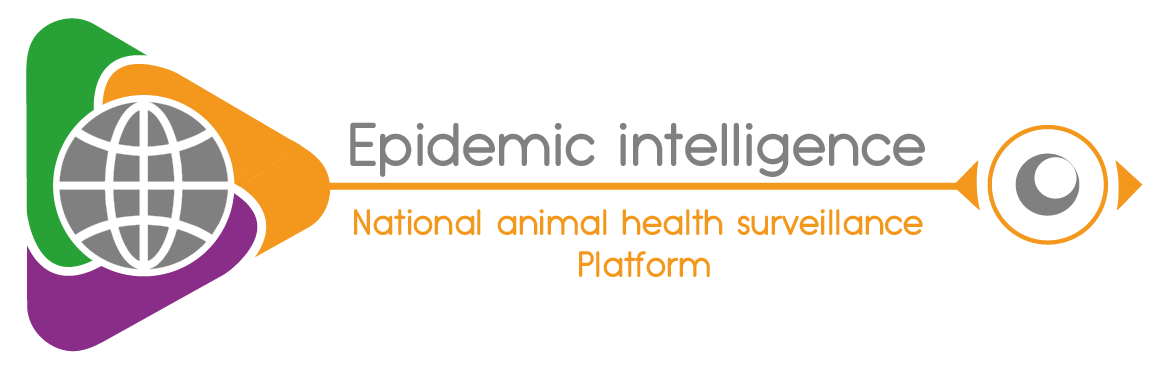 Epidemic intelligence
National animal health surveillance
Platform